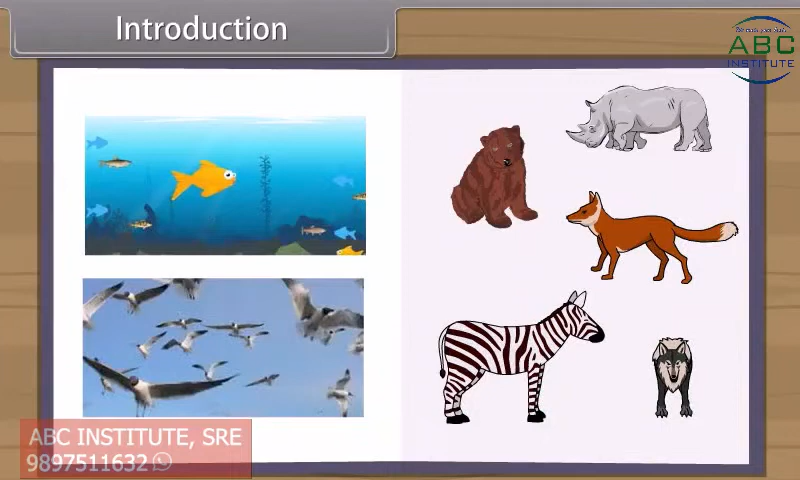 Introduction
ABC
INSTITUTE
ABC INSTITUTE, SRE
9897511632